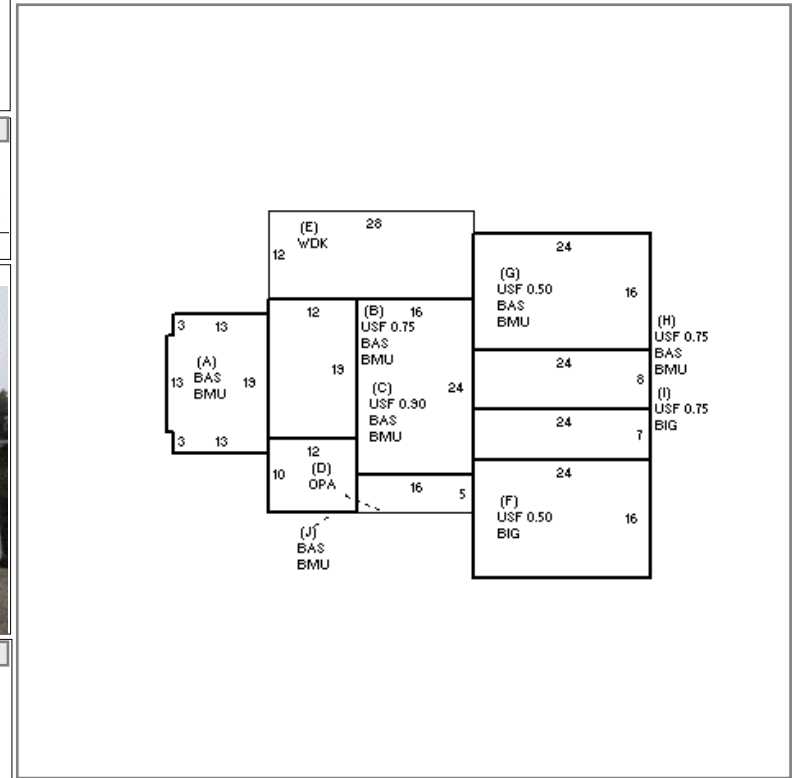 (E)
WDK
28
12
24
(G)
USF 0.50
BAS
BMU
16
12
(B)
USF 0.75
BAS
BMU
16
19
(C)
USF 0.90
BAS
BMU
24
3 13
(A)
BAS
BMU
13
19
3 13
24
8
(H)
USF 0.75
BAS
BMU
(I)
USF 0.75
BIG
24
7
12
10
(D)
OPA
16
5
24
(F)
USF 0.50
BIG
16
(J)
BAS
BMU